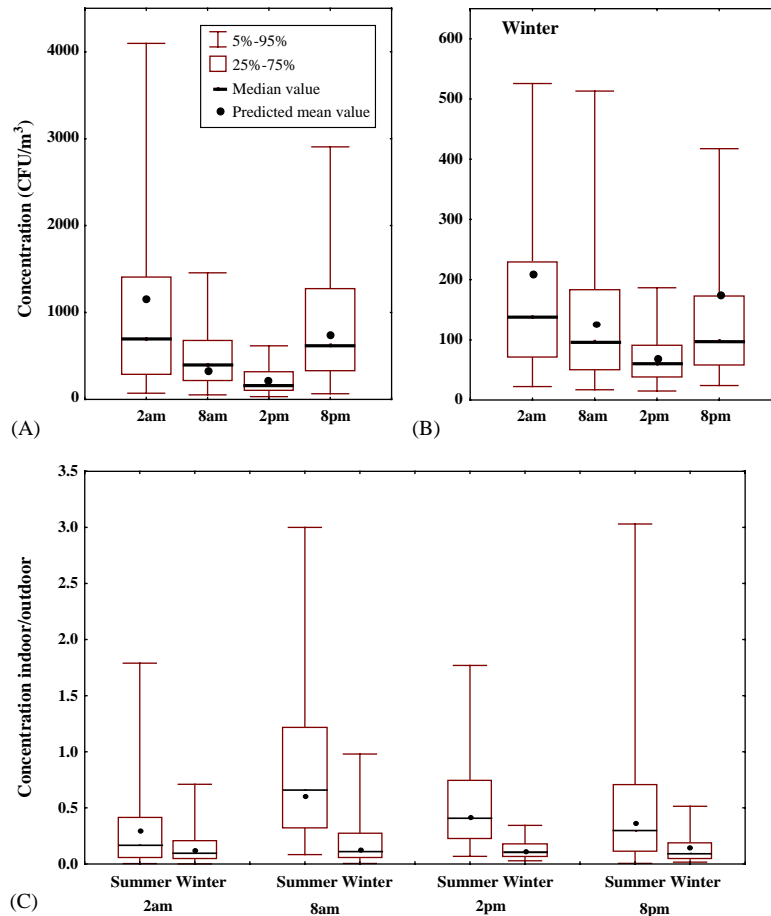 4000
3000
1000
0
Concentration (CFU/m³)
5%-95%
25%-75%
Median value
Predicted mean value
2am 8am 2pm 8pm
(A)
Winter
600
500
400
300
200
100
0
2am 8am 2pm 8pm
(B)
3.5
3.0
2.5
2.0
1.5
1.0
0.5
0.0
Concentration indoor/outdoor
Summer Winter Summer Winter Summer Winter Summer Winter
2am 8am 2pm 8pm
(C)